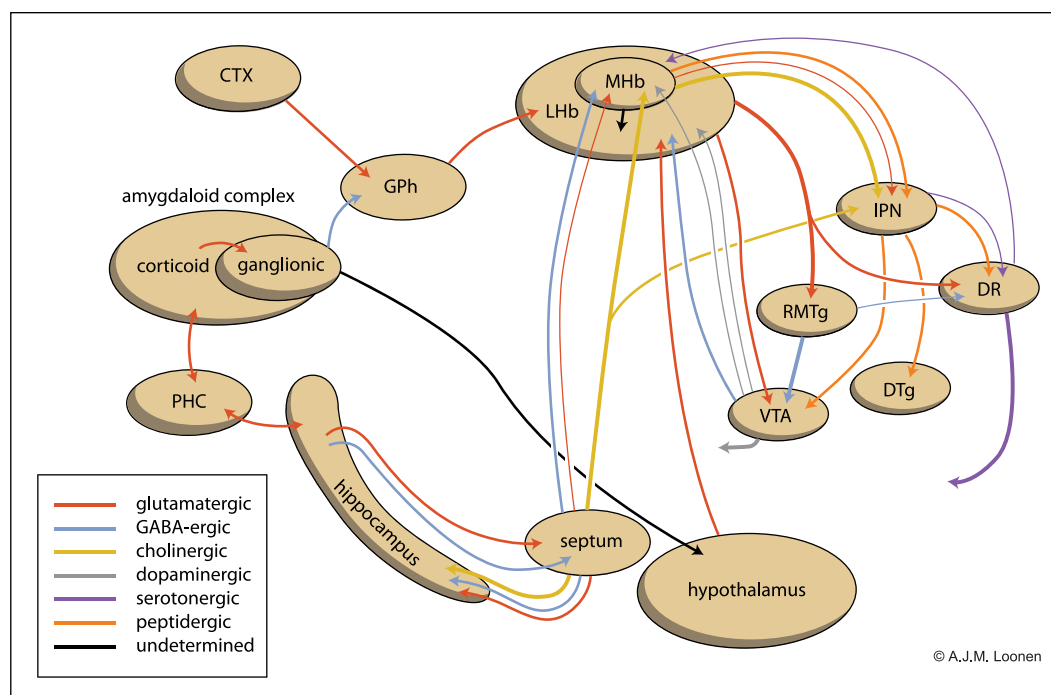 CTX
MHb
LHb
GPh
amygdaloid complex
corticoid
ganglionic
IPN
DR
RMTg
DTg
VTA
PHC
hippocampus
septum
hypothalamus
glutamatergic
GABA-ergic
cholinergic
dopaminergic
serotonergic
peptidergic
undetermined
© A.J.M. Loonen